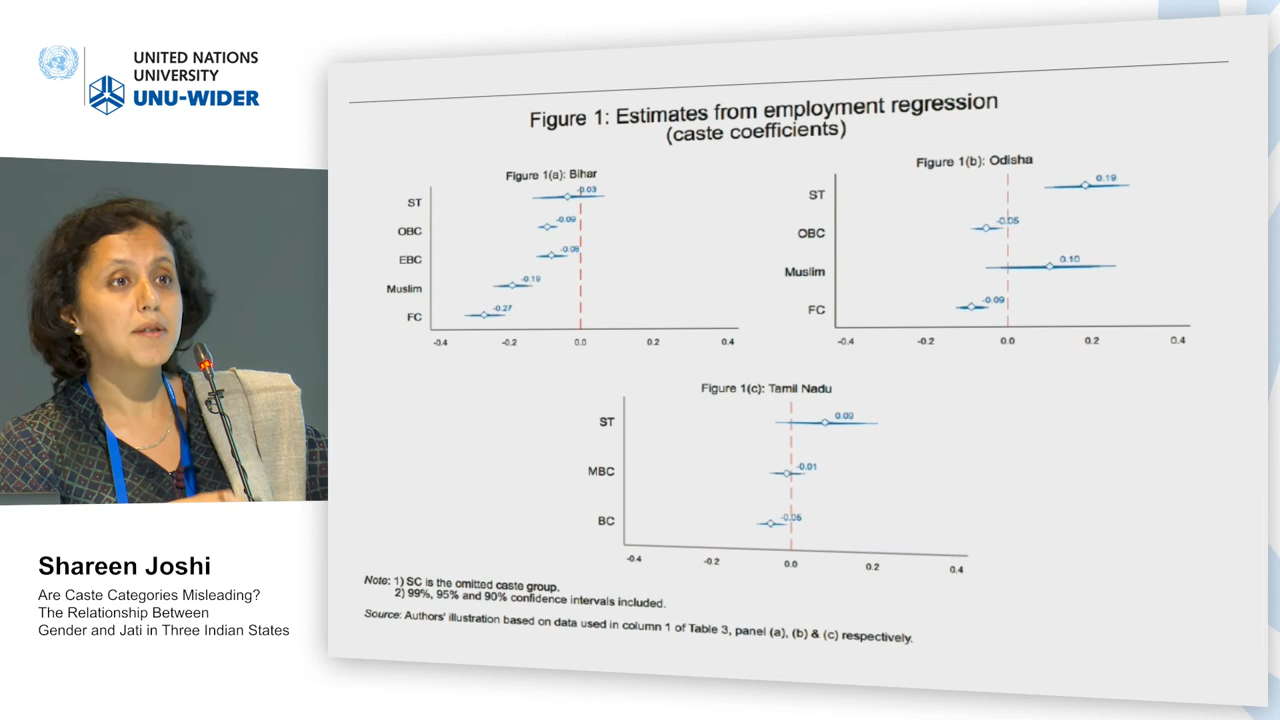 UNITED NATIONS
UNIVERSITY
UNU-WIDER
Figure 1: Estimates from employment regression
(caste coefficients)
Figure 1(a): Bihar
ST
-0.03
OBC
-0.09
EBC
-0.08
Muslim
-0.19
FC
-0.27
-0.4 -0.2 0.0 0.2 0.4
Figure 1(b): Odisha
ST
0.19
OBC
-0.05
Muslim
0.10
FC
-0.09
-0.4 -0.2 0.0 0.2 0.4
Figure 1(c): Tamil Nadu
ST
0.09
MBC
-0.01
BC
-0.05
-0.4 -0.2 0.0 0.2 0.4
Note: 1) SC is the omitted caste group.
2) 99%, 95% and 90% confidence intervals included.
Source: Authors' illustration based on data used in column 1 of Table 3, panel (a), (b) & (c) respectively.
Shareen Joshi
Are Caste Categories Misleading?
The Relationship Between
Gender and Jati in Three Indian States